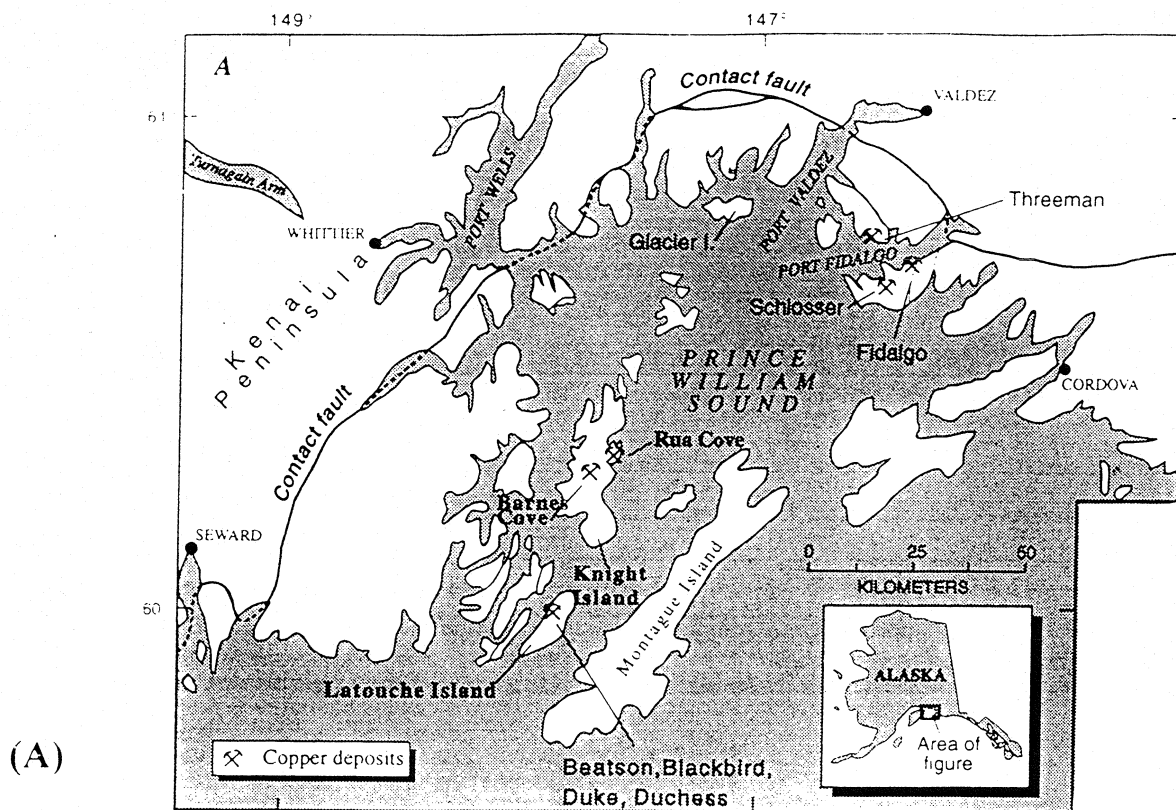 149°
147°
A
Contact fault
VALDEZ
61
Turnagain Arm
PORT WELLS
PORT VALDEZ
Threeman
WHITTIER
Glacier I.
PORT FIDALGO
Schlosser
Kenai
Peninsula
Fidalgo
PRINCE
WILLIAM
SOUND
CORDOVA
Contact fault
Rua Cove
Barnes
Cove
SEWARD
0 25 50
KILOMETERS
Knight
Island
60
Montague Island
Latouche Island
ALASKA
Area of
figure
(A)
Copper deposits
Beatson, Blackbird,
Duke, Duchess